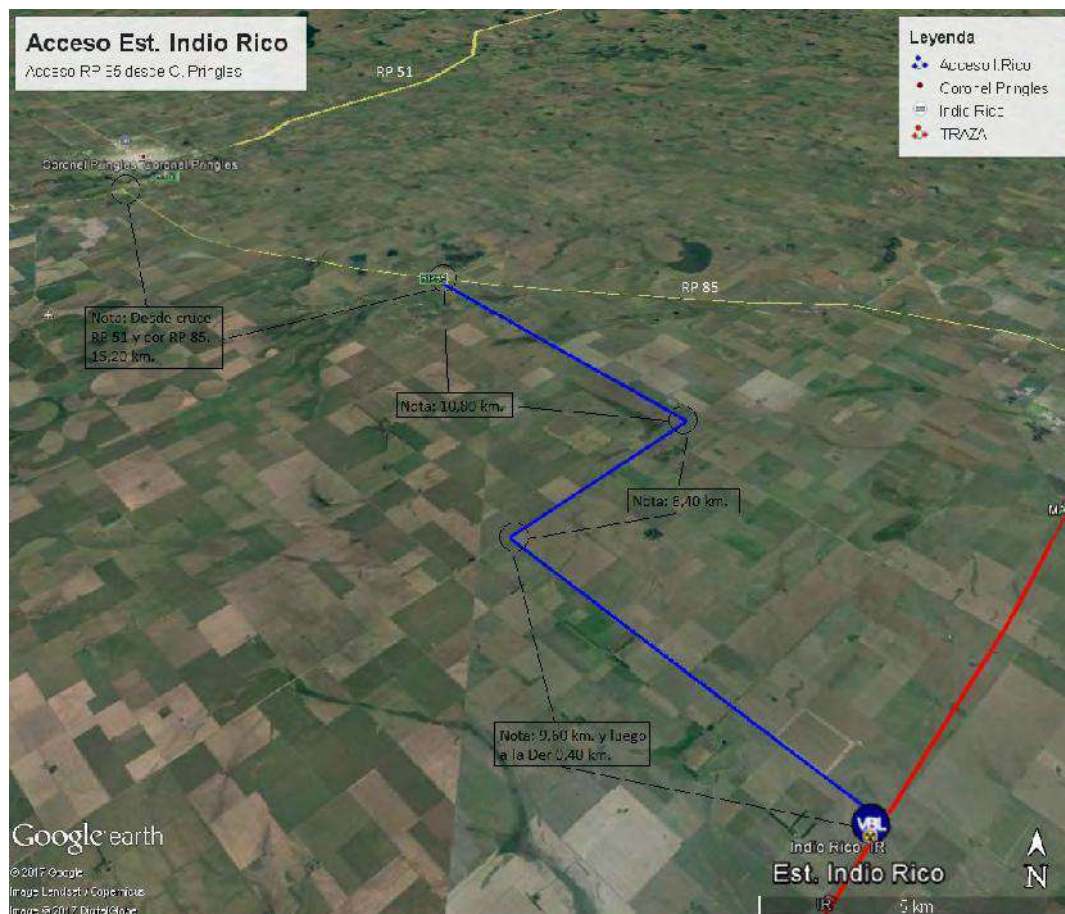 Acceso Est. Indio Rico
Acceso RP 85 desde C. Pringles
Leyenda
Acceso I.Rico
Coronel Pringles
Indio Rico
TRAZA
RP 51
Coronel Pringles Coronel Pringles
RP 85
Nota: Desde cruce
RP 51 y por RP 85.
15,20 km.
Nota: 10,80 km.
Nota: 8,40 km.
MA
Nota: 9,60 km. y luego
a la Der 0,40 km.
VBL
Indio Rico IR
Est. Indio Rico
IR
5 km
N
Google earth
© 2017 Google
Image Landsat / Copernicus
Image © 2017 DigitalGlobe